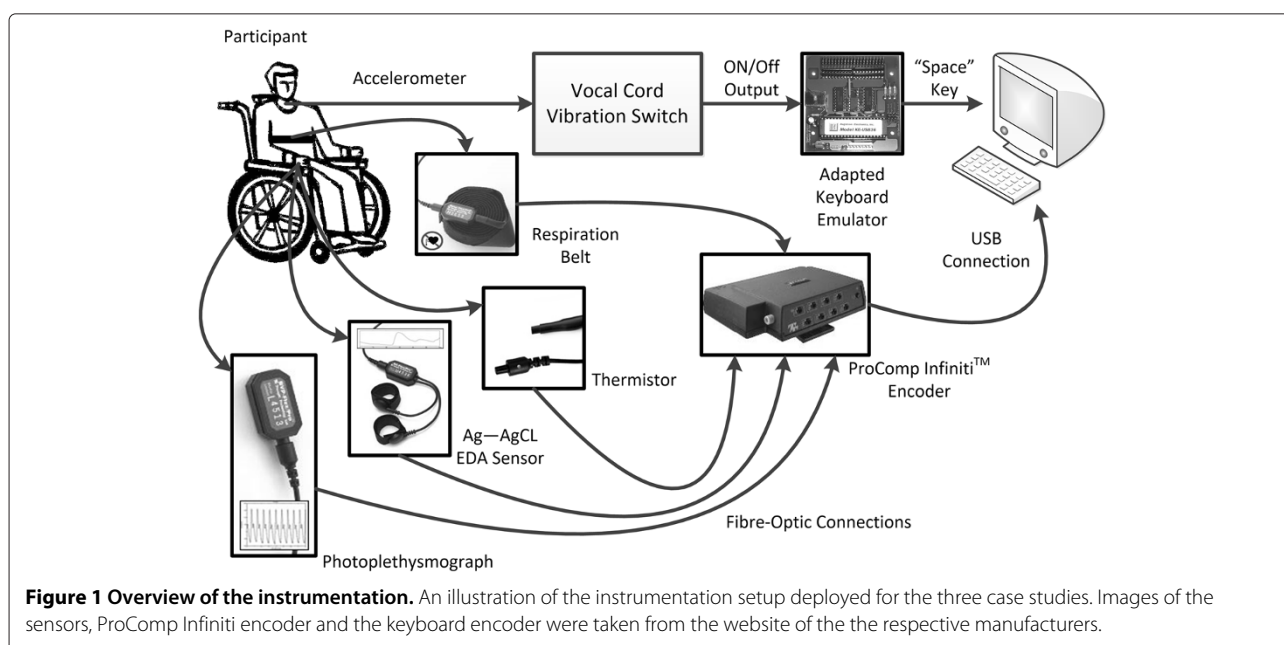 Participant
Accelerometer
Vocal Cord
Vibration Switch
ON/Off
Output
“Space”
Key
Adapted
Keyboard
Emulator
Respiration
Belt
USB
Connection
Thermistor
ProComp Infiniti™
Encoder
Ag—AgCL
EDA Sensor
Fibre-Optic Connections
Photoplethysmograph
Figure 1 Overview of the instrumentation. An illustration of the instrumentation setup deployed for the three case studies. Images of the
sensors, ProComp Infiniti encoder and the keyboard encoder were taken from the website of the the respective manufacturers.